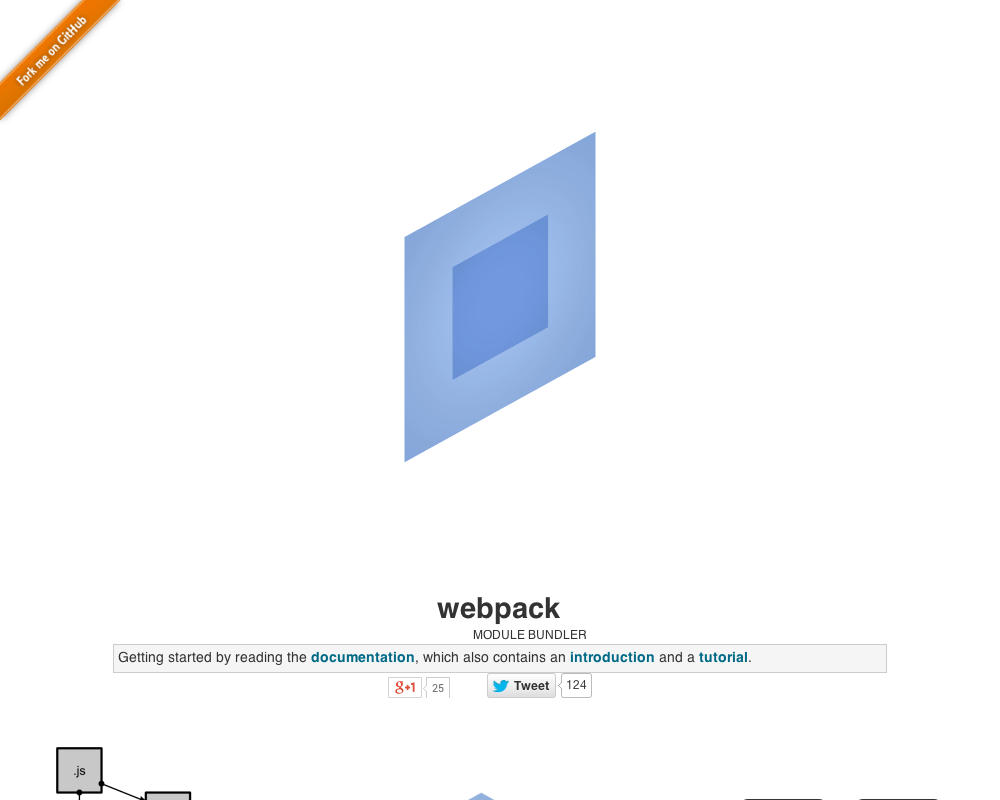 Fork me on GitHub
webpack
MODULE BUNDLER
Getting started by reading the documentation, which also contains an introduction and a tutorial.
g+1 25 Tweet 124
.js